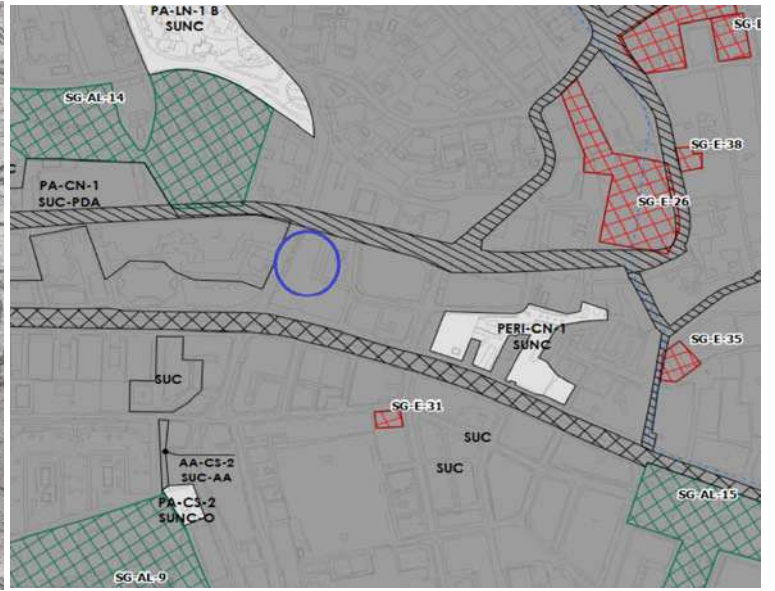 PA-LN-1 B
SUNC
SG-E
SG-AL-14
SG-E-38
PA-CN-1
SUC-PDA
SG-E-26
PERI-CN-1
SUNC
SG-E-35
SUC
SG-E-31
SUC
SUC
AA-CS-2
SUC-AA
PA-CS-2
SUNC-O
SG-AL-15
SG-AL-9